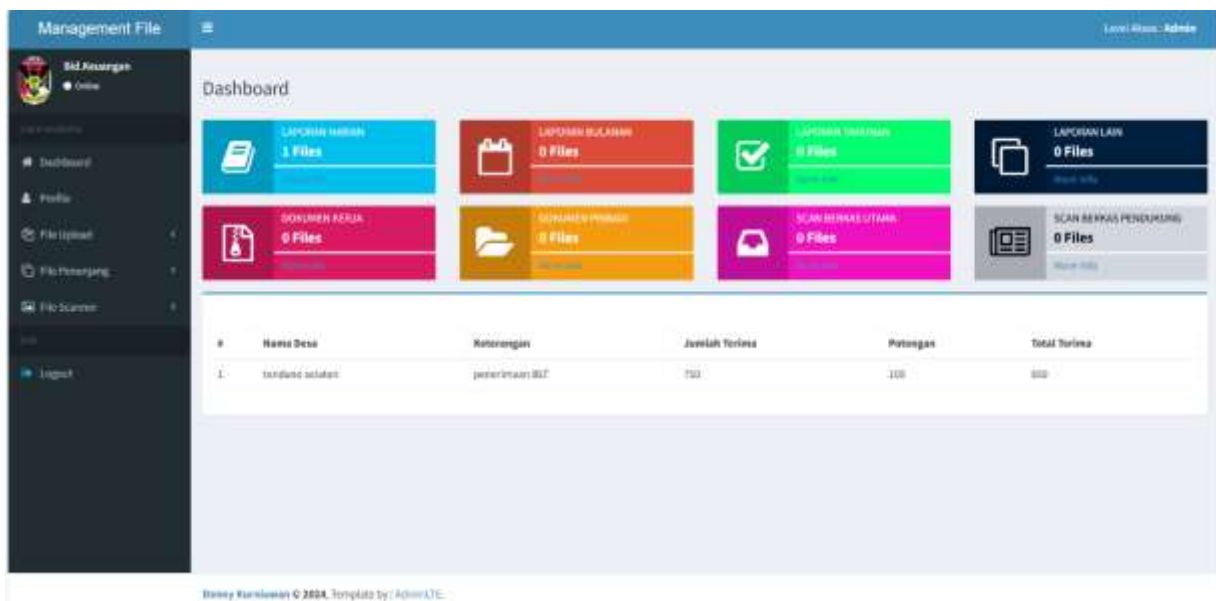 Management File
Level Akses : Admin
Bid.Keuangan
Online
Dashboard
LAPORAN HARIAN
1 Files
LAPORAN BULANAN
0 Files
LAPORAN TAHUNAN
0 Files
LAPORAN LAIN
0 Files
More Info
Dashboard
Profile
File Upload
File Penunjang
File Scanner
Logout
DOKUMEN KERJA
0 Files
DOKUMEN PRIBADI
0 Files
SCAN BERKAS UTAMA
0 Files
SCAN BERKAS PENDUKUNG
0 Files
More Info
# Nama Desa Keterangan Jumlah Terima Potongan Total Terima
1 tondano selatan penerimaan BLT 750 100
Donny Kurniawan © 2024. Template by : AdminLTE.